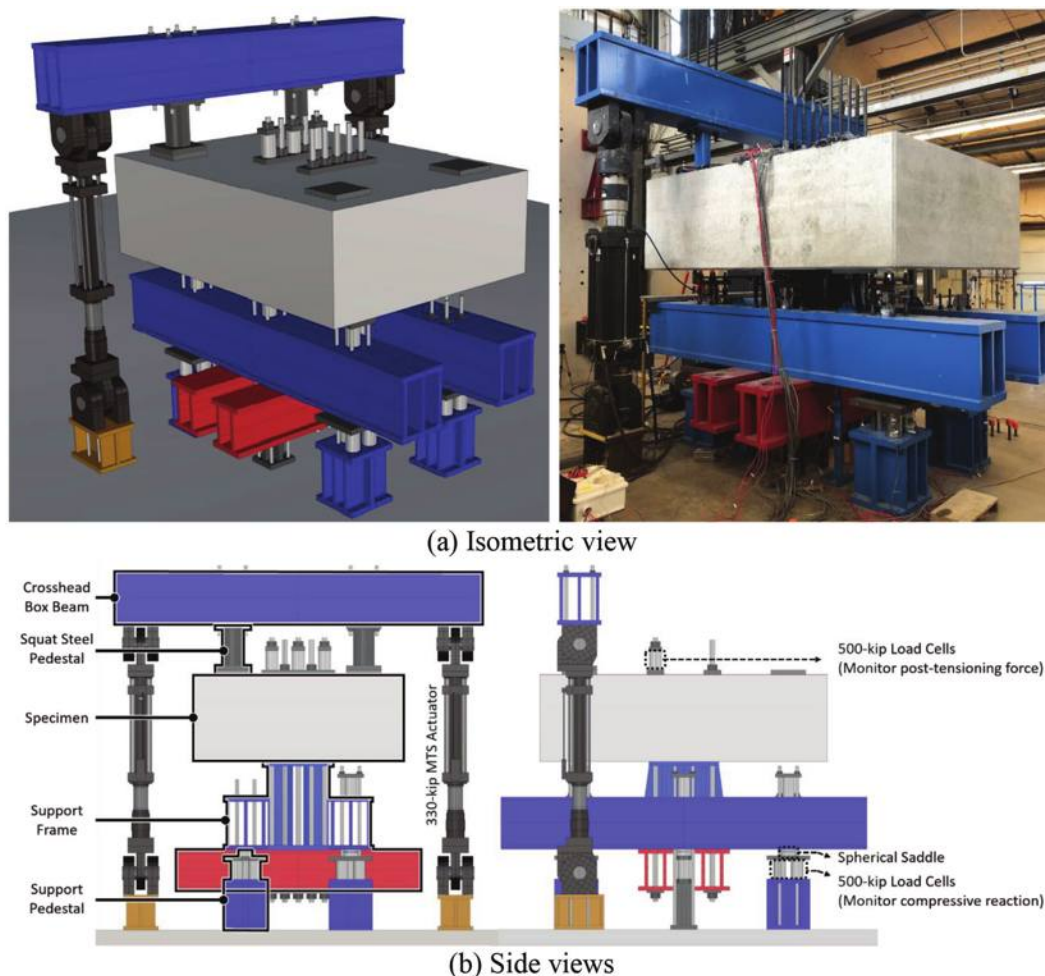 (a) Isometric view
Crosshead
Box Beam
Squat Steel
Pedestal
Specimen
Support
Frame
Support
Pedestal
330-kip MTS Actuator
500-kip Load Cells
(Monitor post-tensioning force)
Spherical Saddle
500-kip Load Cells
(Monitor compressive reaction)
(b) Side views